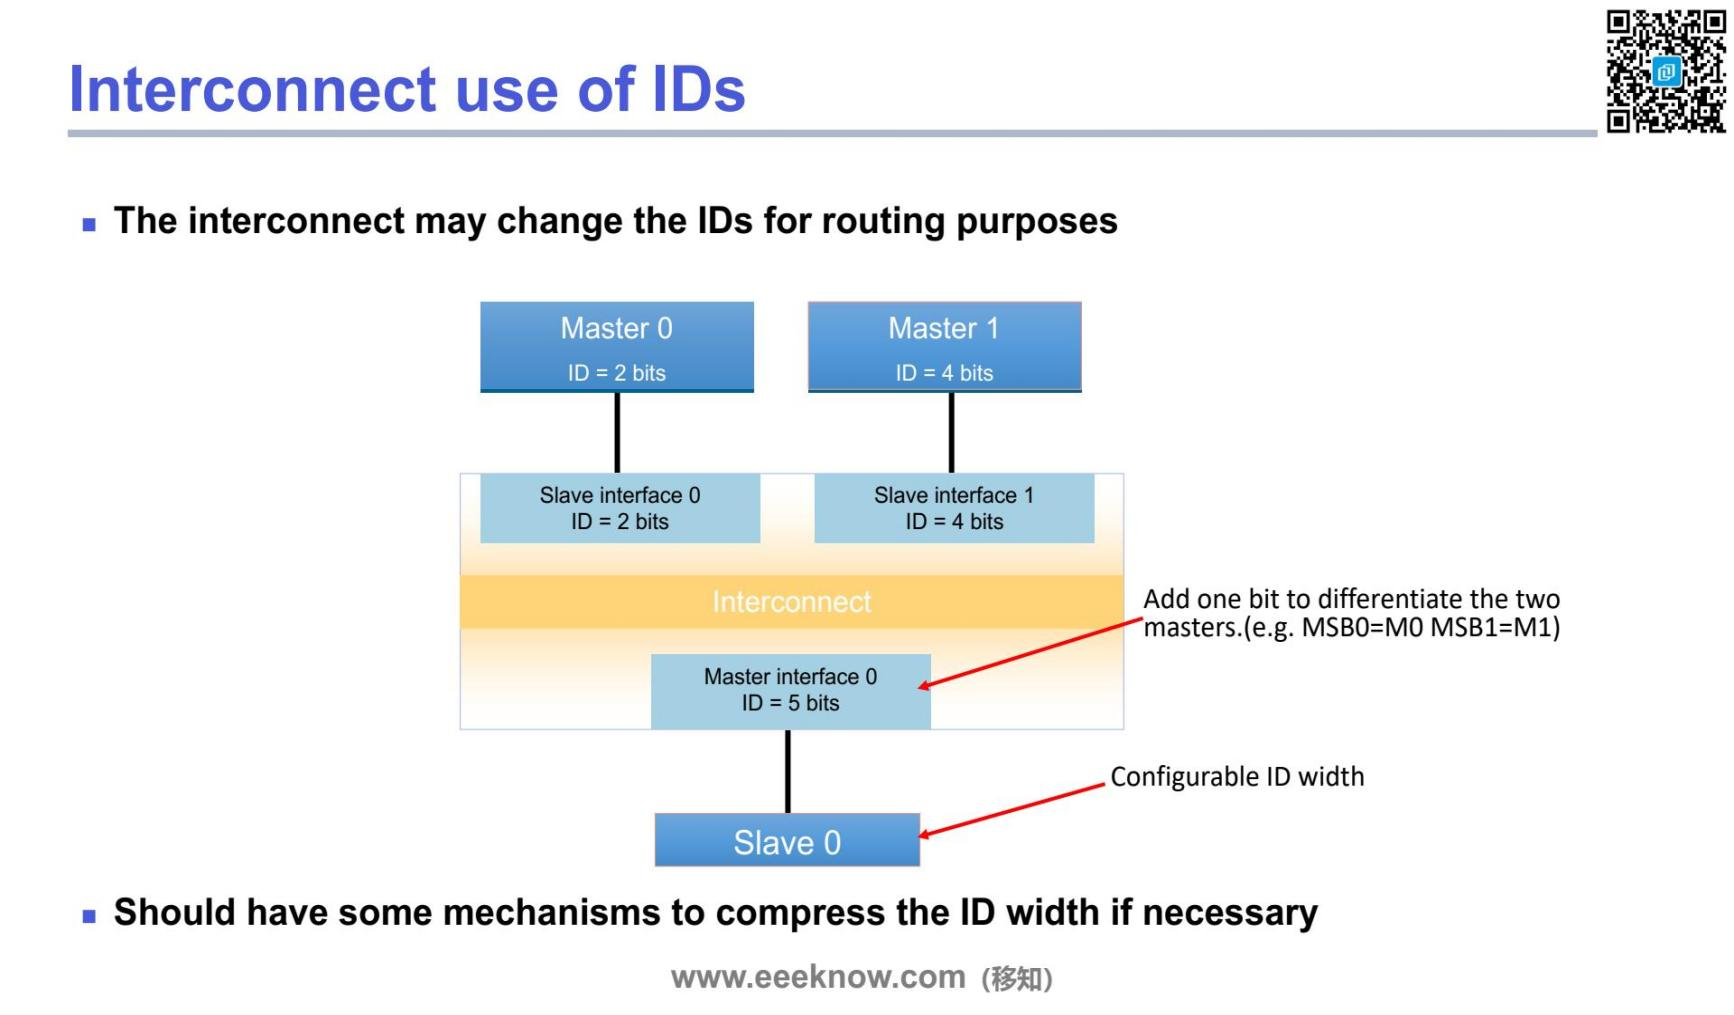 Interconnect use of IDs
The interconnect may change the IDs for routing purposes
Master 0
ID = 2 bits
Master 1
ID = 4 bits
Slave interface 0
ID = 2 bits
Slave interface 1
ID = 4 bits
Interconnect
Add one bit to differentiate the two
masters.(e.g. MSB0=M0 MSB1=M1)
Master interface 0
ID = 5 bits
Configurable ID width
Slave 0
Should have some mechanisms to compress the ID width if necessary
www.eeeknow.com (移知)